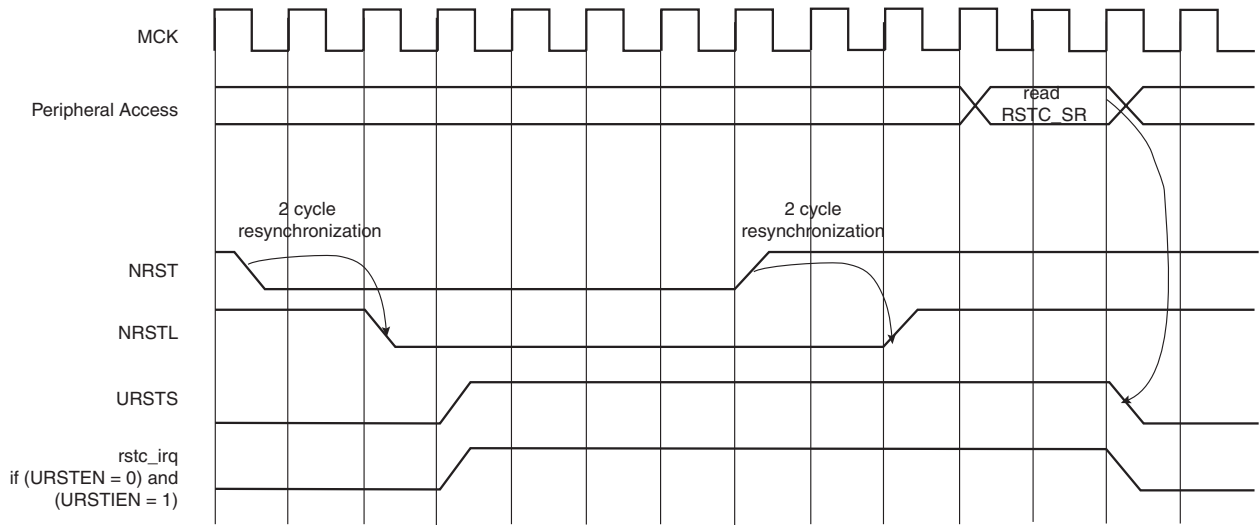 MCK
Peripheral Access
read
RSTC_SR
2 cycle
resynchronization
2 cycle
resynchronization
NRST
NRSTL
URSTS
rstc_irq
if (URSTEN = 0) and
(URSTIEN = 1)